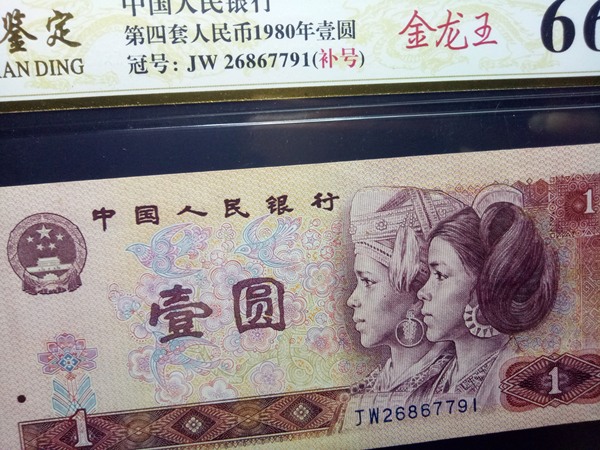 中国人民银行
鉴定
第四套人民币1980年壹圆
金龙王
66
AN DING
冠号: JW 26867791(补号)
中国人民银行
1
壹圆
1
1
JW26867791